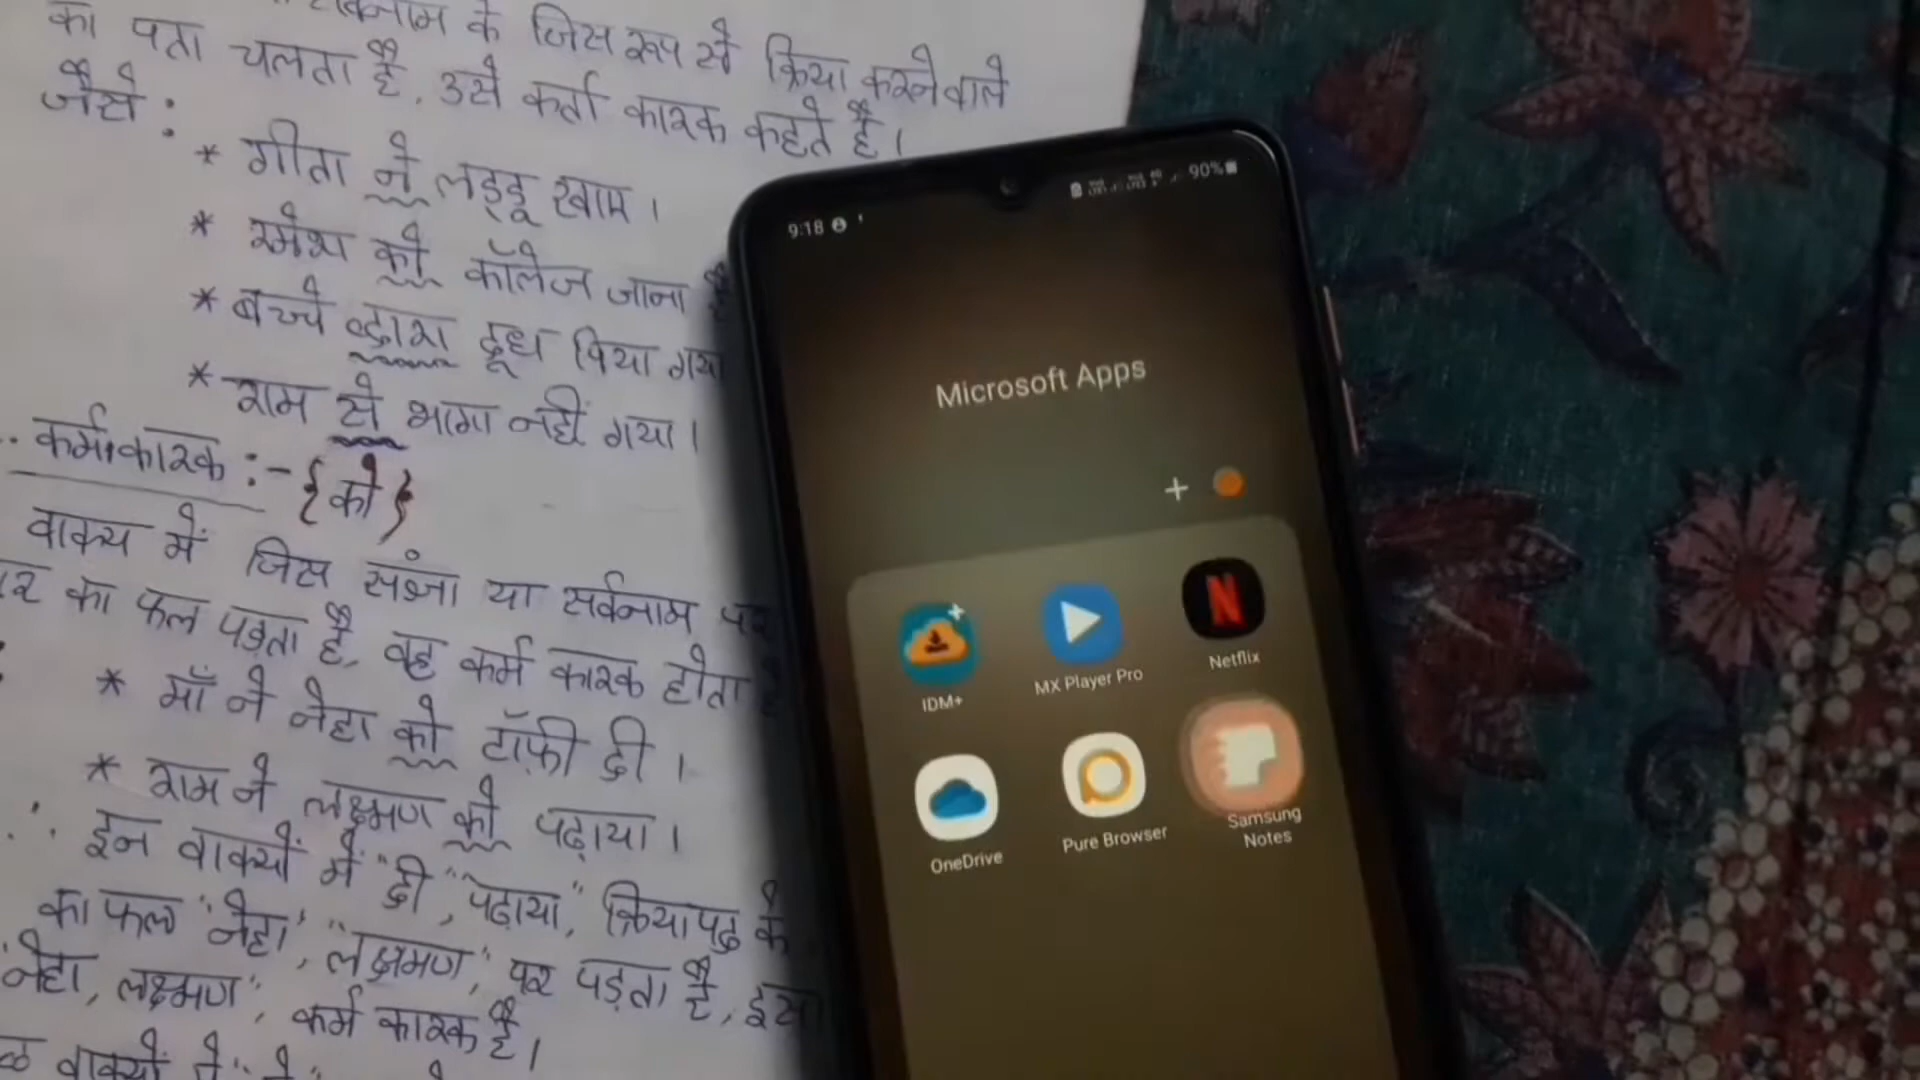 के जिस रूप से क्रिया करने वाले
का पता चलता है, उसे कर्ता कारक कहते है।
जैसे :
* गीता ने लड्डू खाए ।
* रमेश को कॉलेज जाना है
* बच्चे द्वारा दूध पिया गया
* राम से भागा नहीं गया।
कर्म कारक :- {को}
वाक्य में जिस संज्ञा या सर्वनाम पर
का फल पड़ता है, वह कर्म कारक होता
* माँ ने नेहा को टॉफ़ी दी ।
* राम ने लक्ष्मण को पढ़ाया ।
∴ इन वाक्यों में "दी", "पढ़ाया", क्रियापद के
का फल "नेहा", "लक्ष्मण", पर पड़ता है,
नेहा, लक्ष्मण", कर्म कारक है।
9:18
90%
Microsoft Apps
+
IDM+
MX Player Pro
Netflix
OneDrive
Pure Browser
Samsung
Notes